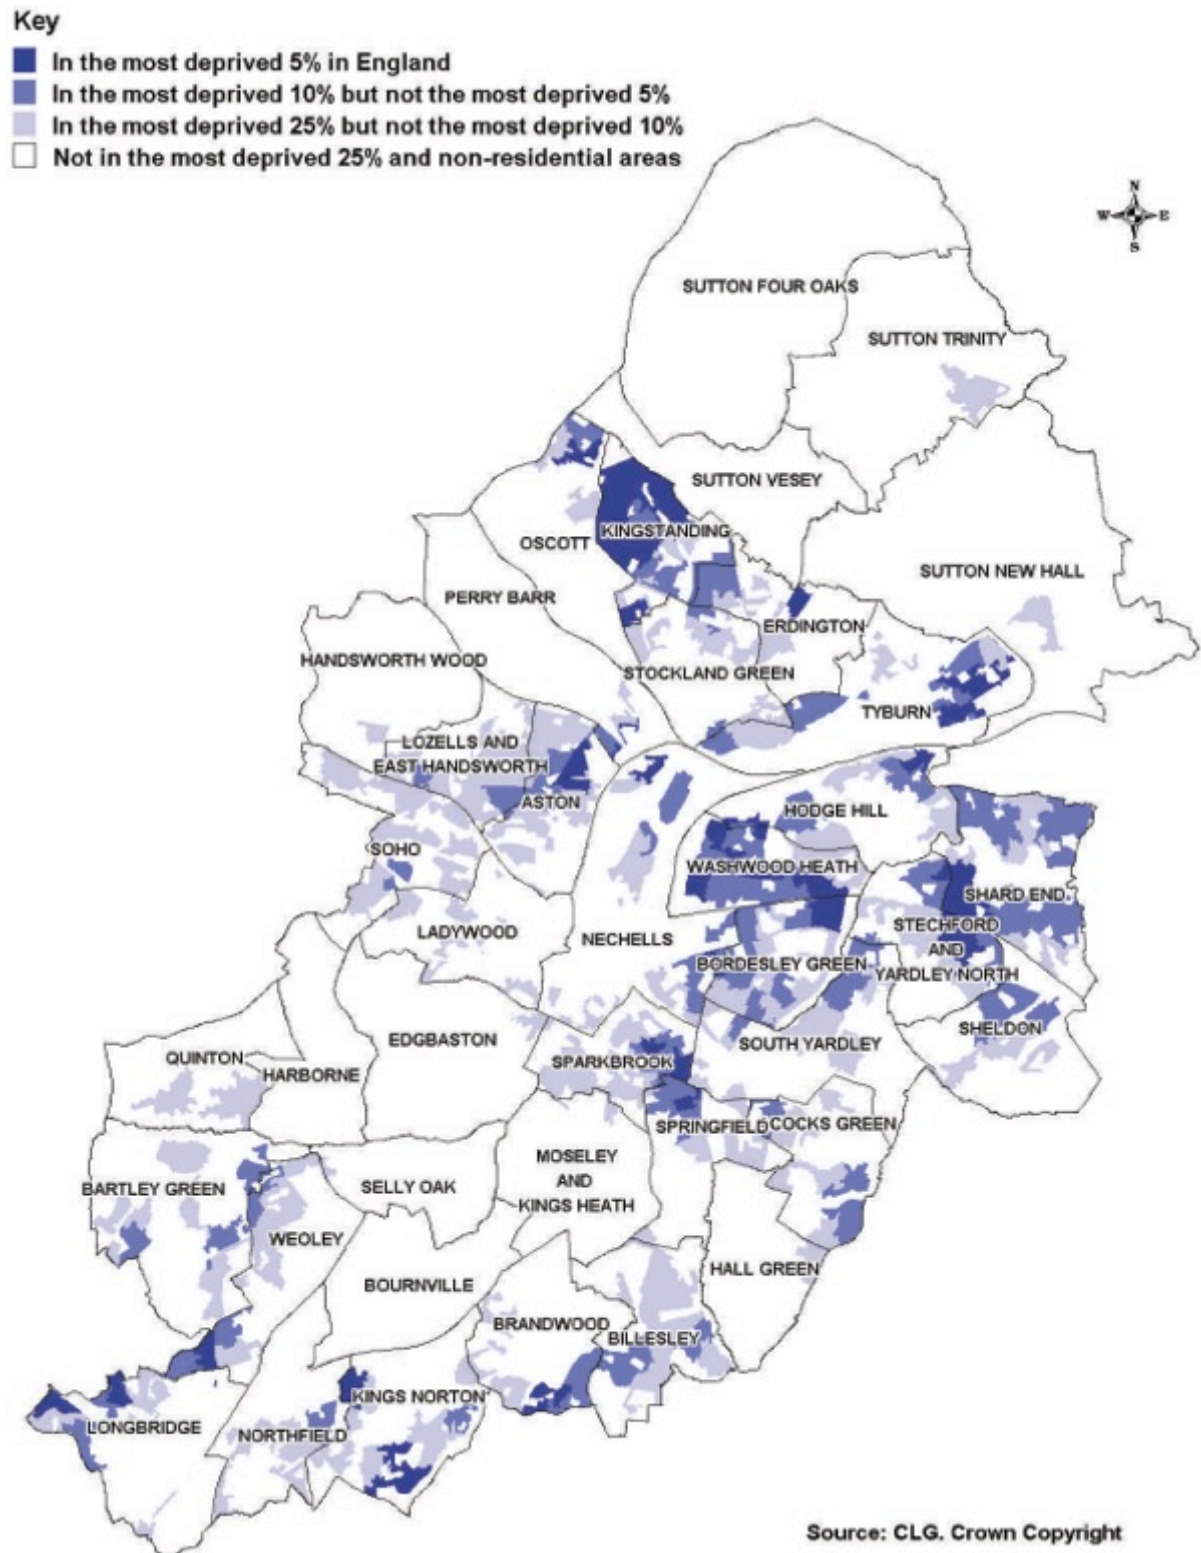 Key
In the most deprived 5% in England
In the most deprived 10% but not the most deprived 5%
In the most deprived 25% but not the most deprived 10%
Not in the most deprived 25% and non-residential areas
N
W E
S
SUTTON FOUR OAKS
SUTTON TRINITY
SUTTON VESEY
KINGSTANDING
OSCOTT
SUTTON NEW HALL
PERRY BARR
ERDINGTON
HANDSWORTH WOOD
STOCKLAND GREEN
TYBURN
LOZELLS AND
EAST HANDSWORTH
ASTON
HODGE HILL
SOHO
WASHWOOD HEATH
SHARD END
LADYWOOD
NECHELLS
STECHFORD
AND
YARDLEY NORTH
BORDESLEY GREEN
SHELDON
EDGBASTON
SOUTH YARDLEY
QUINTON
SPARKBROOK
HARBORNE
SPRINGFIELD
COCKS GREEN
MOSELEY
AND
KINGS HEATH
BARTLEY GREEN
SELLY OAK
WEOLEY
HALL GREEN
BOURNVILLE
BRANDWOOD
BILLESLEY
KINGS NORTON
LONGBRIDGE
NORTHFIELD
Source: CLG. Crown Copyright